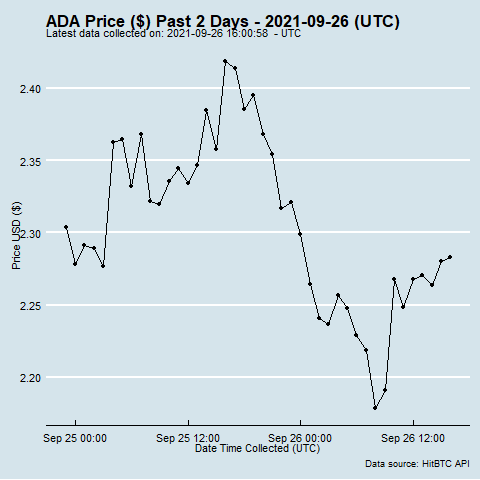 ADA Price ($) Past 2 Days - 2021-09-26 (UTC)
Latest data collected on: 2021-09-26 16:00:58  - UTC
2.40
2.35
2.30
2.25
2.20
Price USD ($)
Sep 25 00:00 Sep 25 12:00 Sep 26 00:00 Sep 26 12:00
Date Time Collected (UTC)
Data source: HitBTC API